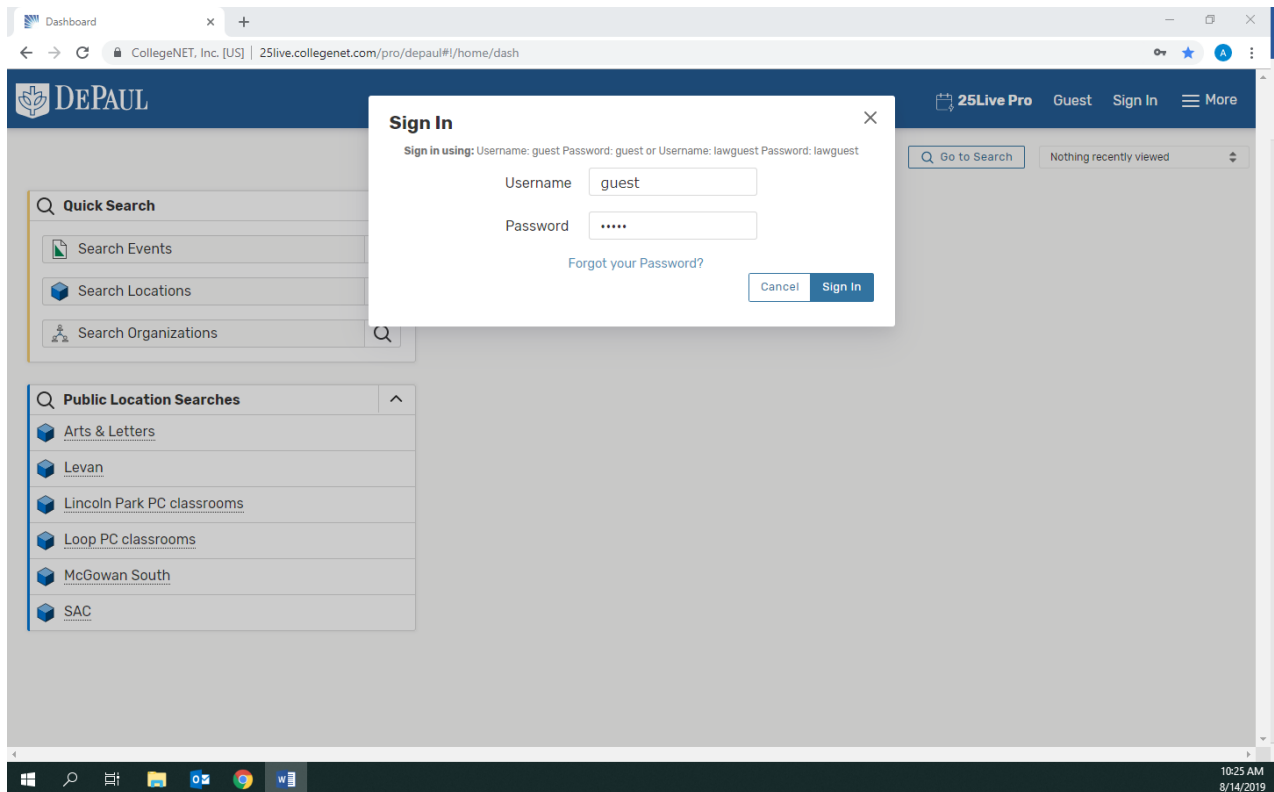 Dashboard
CollegeNET, Inc. [US] | 25live.collegenet.com/pro/depaul#!/home/dash
A
DEPAUL
25Live Pro Guest Sign In More
Sign In
Sign in using: Username: guest Password: guest or Username: lawguest Password: lawguest
Username guest
Password •••••
Forgot your Password?
Cancel Sign In
Go to Search Nothing recently viewed
Quick Search
Search Events
Search Locations
Search Organizations
Public Location Searches
Arts & Letters
Levan
Lincoln Park PC classrooms
Loop PC classrooms
McGowan South
SAC
10:25 AM
8/14/2019